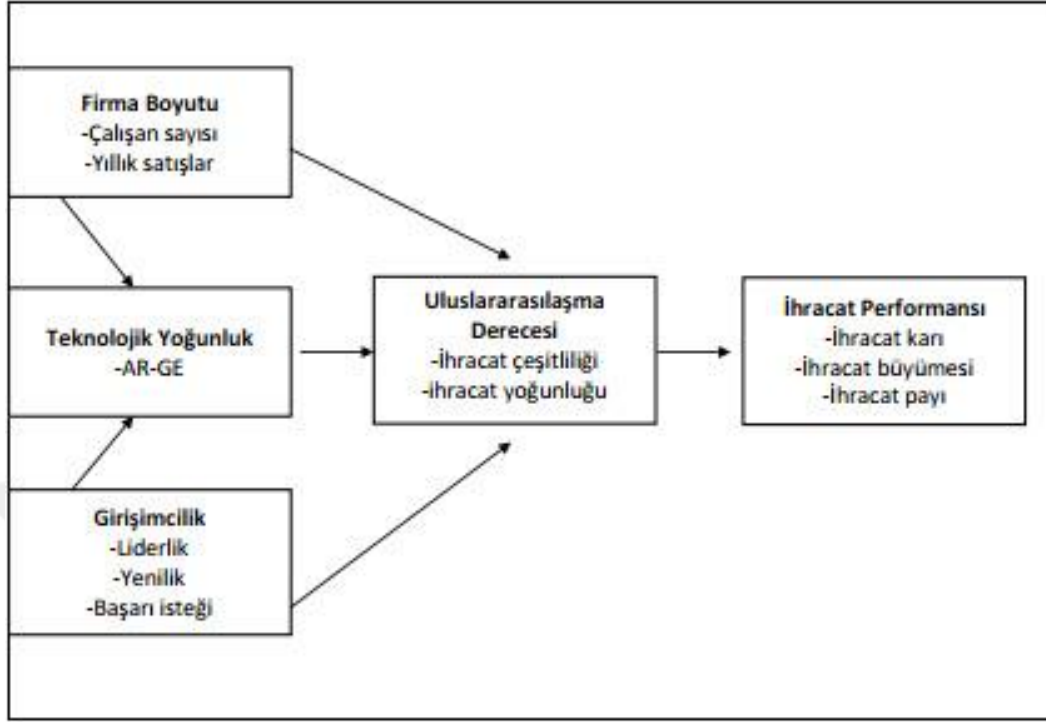 Firma Boyutu
-Çalışan sayısı
-Yıllık satışlar
Teknolojik Yoğunluk
-AR-GE
Girişimcilik
-Liderlik
-Yenilik
-Başarı isteği
Uluslararasılaşma
Derecesi
-İhracat çeşitliliği
-ihracat yoğunluğu
İhracat Performansı
-İhracat karı
-İhracat büyümesi
-İhracat payı